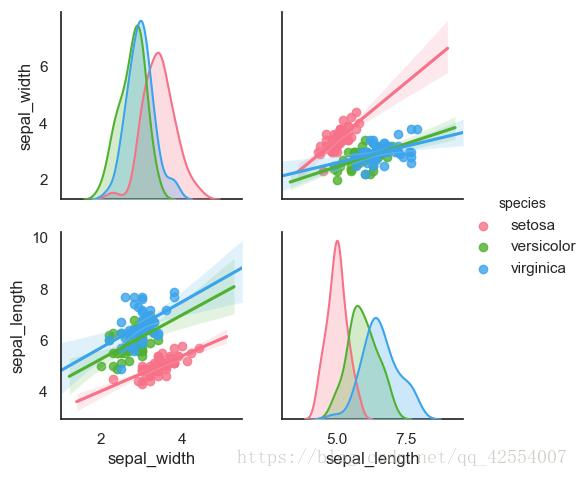 sepal_width
6
4
2
species
setosa
versicolor
virginica
sepal_length
10
8
6
4
2
4
5.0
7.5
sepal_width
sepal_length